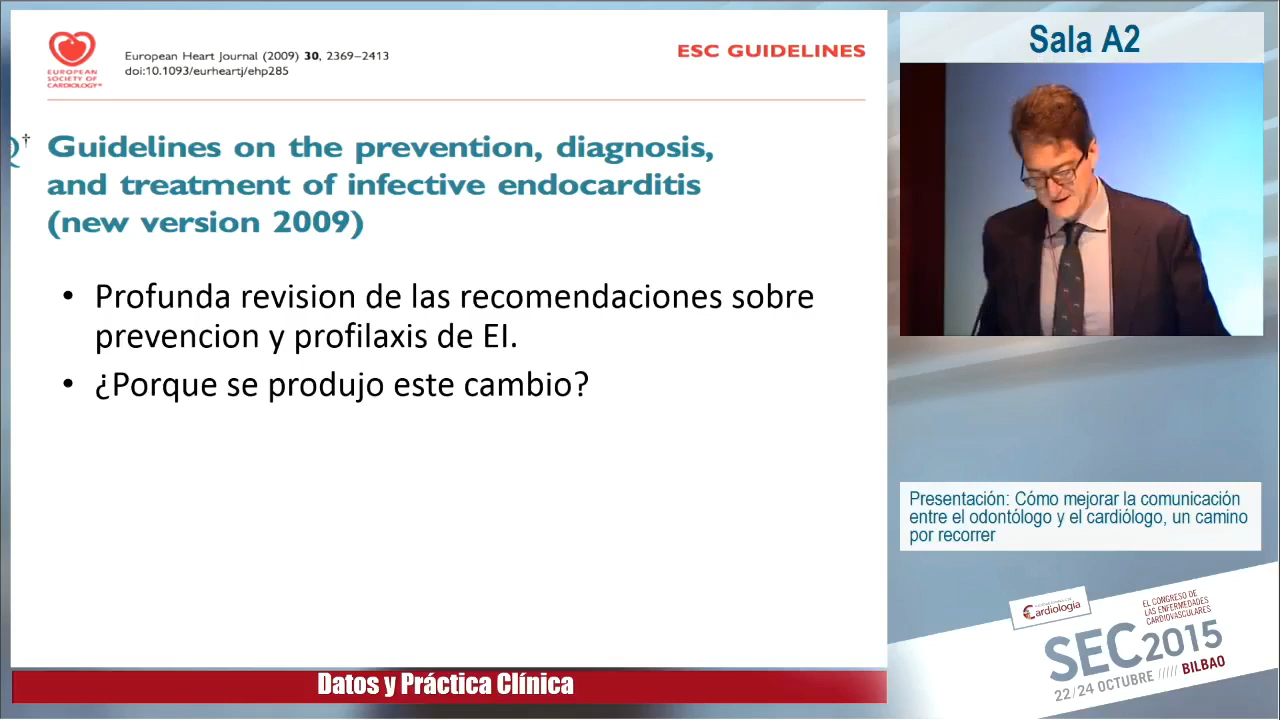 EUROPEAN
SOCIETY OF
CARDIOLOGY
European Heart Journal (2009) 30, 2369–2413
doi:10.1093/eurheartj/ehp285
ESC GUIDELINES
†
Guidelines on the prevention, diagnosis,
and treatment of infective endocarditis
(new version 2009)
• Profunda revision de las recomendaciones sobre
prevencion y profilaxis de EI.
• ¿Porque se produjo este cambio?
Datos y Práctica Clínica
Sala A2
Presentación: Cómo mejorar la comunicación
entre el odontólogo y el cardiólogo, un camino
por recorrer
Cardiología
EL CONGRESO DE
LAS ENFERMEDADES
CARDIOVASCULARES
SEC2015
22/24 OCTUBRE ///// BILBAO